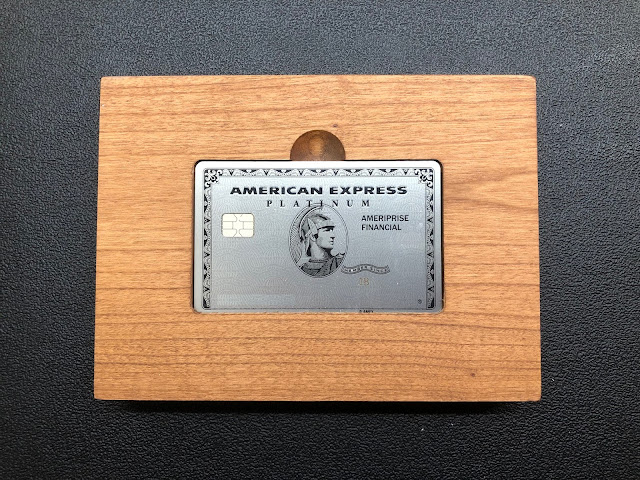 AMERICAN EXPRESS
PLATINUM
AMERIPRISE
FINANCIAL